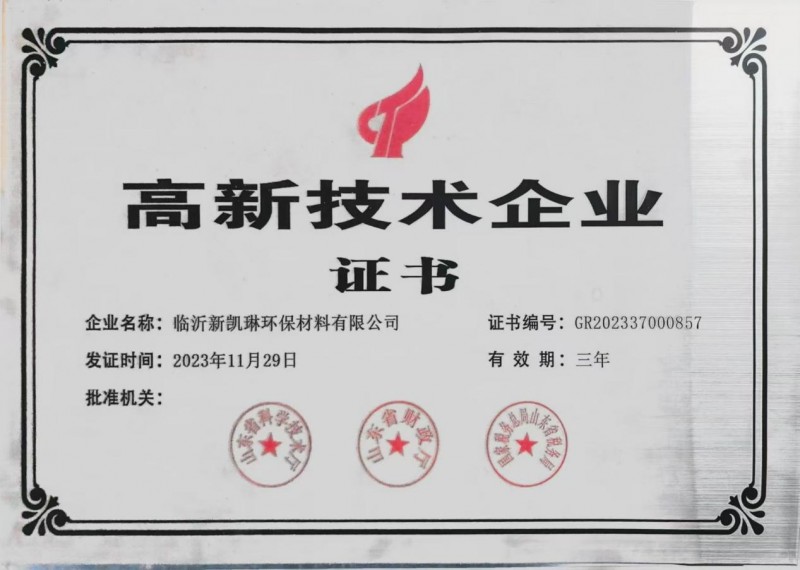 高新技术企业
证书
企业名称：临沂新凯琳环保材料有限公司
证书编号：GR202337000857
发证时间：2023年11月29日
有效期：三年
批准机关：
山东省科学技术厅
山东省财政厅
国家税务总局山东省税务局